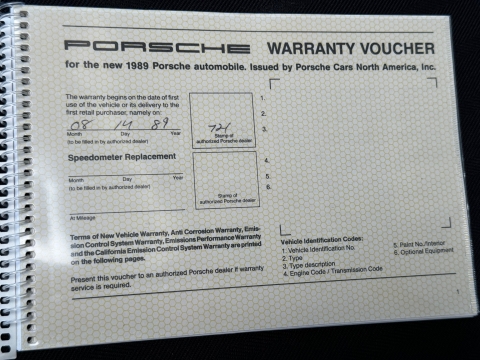 PORSCHE WARRANTY VOUCHER
for the new 1989 Porsche automobile. Issued by Porsche Cars North America, Inc.
The warranty begins on the date of first
use of the vehicle or its delivery to the
first retail purchaser, namely on:
08 14 89
Month Day Year
(to be filled in by authorized dealer)
721
Stamp of
authorized Porsche dealer
Speedometer Replacement
Month Day Year
(to be filled in by authorized dealer)
Stamp of
authorized Porsche dealer
At Mileage
1.
2.
3.
4.
5.
6.
Terms of New Vehicle Warranty, Anti Corrosion Warranty, Emis-
sion Control System Warranty, Emissions Performance Warranty
and the California Emission Control System Warranty are printed
on the following pages.
Present this voucher to an authorized Porsche dealer if warranty
service is required.
Vehicle Identification Codes:
1. Vehicle Identification No.
2. Type
3. Type description
4. Engine Code / Transmission Code
5. Paint No./Interior
6. Optional Equipment
1